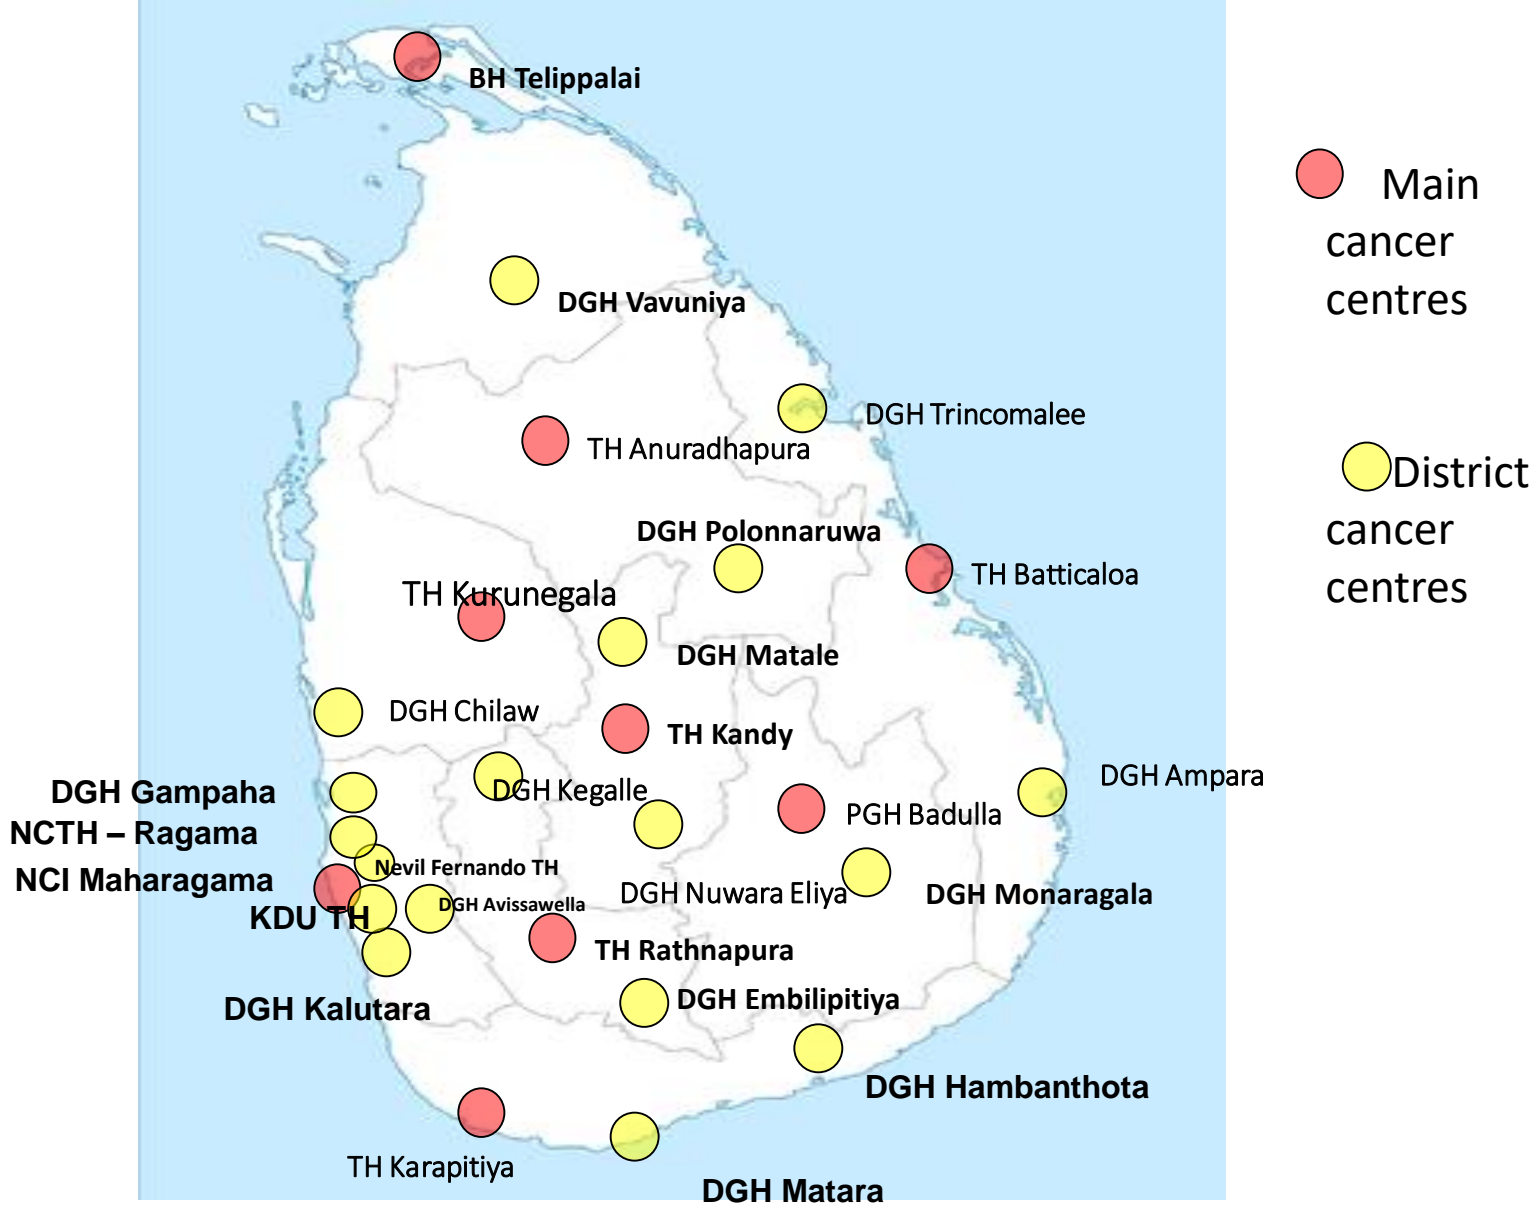 BH Telippalai
Main
cancer
centres
DGH Vavuniya
DGH Trincomalee
TH Anuradhapura
District
cancer
centres
DGH Polonnaruwa
TH Batticaloa
TH Kurunegala
DGH Matale
DGH Chilaw
TH Kandy
DGH Ampara
DGH Gampaha
DGH Kegalle
PGH Badulla
NCTH – Ragama
Nevil Fernando TH
NCI Maharagama
DGH Nuwara Eliya
DGH Monaragala
DGH Avissawella
KDU TH
TH Rathnapura
DGH Embilipitiya
DGH Kalutara
DGH Hambanthota
TH Karapitiya
DGH Matara